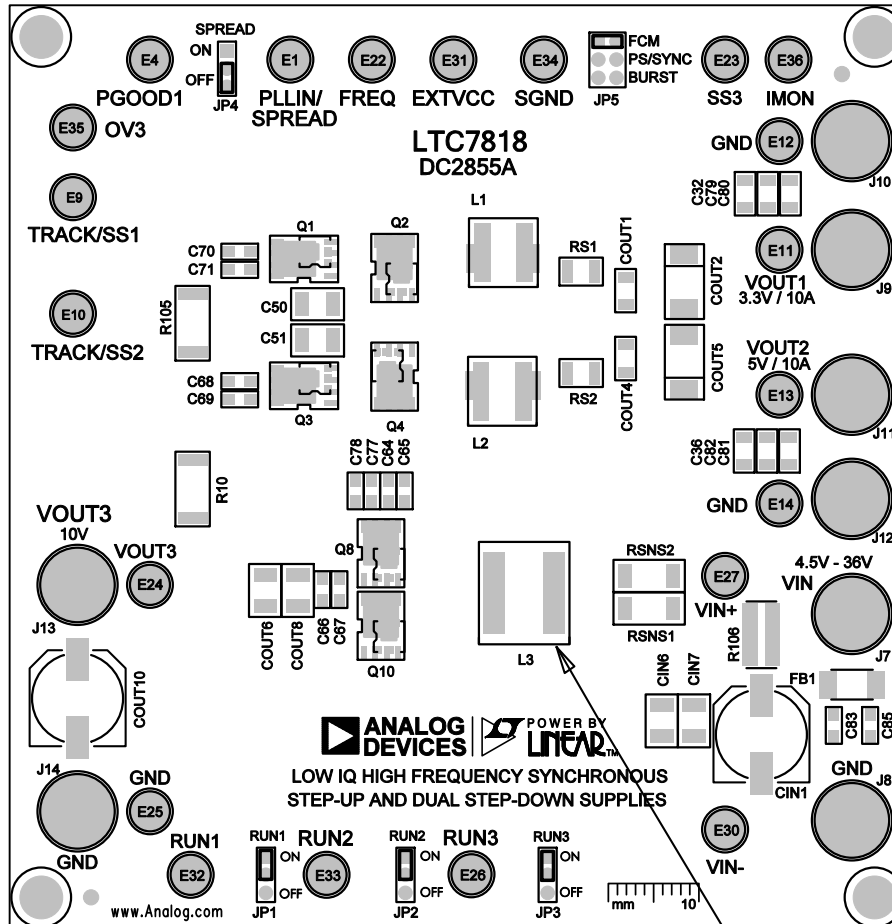 SPREAD
ON
OFF
JP4
E4
PGOOD1
E1
PLLIN/
SPREAD
E22
FREQ
E31
EXTVCC
E34
SGND
FCM
PS/SYNC
BURST
JP5
E23
SS3
E36
IMON
E35
OV3
LTC7818
DC2855A
GND
E12
J10
E9
TRACK/SS1
C70
C71
Q1
Q2
L1
RS1
COUT1
COUT2
C32
C79
C80
E11
VOUT1
3.3V / 10A
J9
E10
TRACK/SS2
R105
C50
C51
C68
C69
Q3
Q4
L2
RS2
COUT4
COUT5
VOUT2
5V / 10A
E13
J11
C36
C82
C81
GND
E14
J12
R10
C78
C77
C64
C65
VOUT3
10V
VOUT3
E24
J13
Q8
COUT6
COUT8
C66
C67
Q10
L3
RSNS2
RSNS1
E27
VIN+
4.5V - 36V
VIN
J7
R106
FB1
CIN6
CIN7
C83
C85
CIN1
COUT10
J14
GND
GND
E25
ANALOG
DEVICES
POWER BY
LINEAR
TM
LOW IQ HIGH FREQUENCY SYNCHRONOUS
STEP-UP AND DUAL STEP-DOWN SUPPLIES
GND
J8
E30
VIN-
RUN1
E32
RUN1
ON
OFF
JP1
RUN2
E33
RUN2
ON
OFF
JP2
RUN3
E26
RUN3
ON
OFF
JP3
mm 10
www.Analog.com